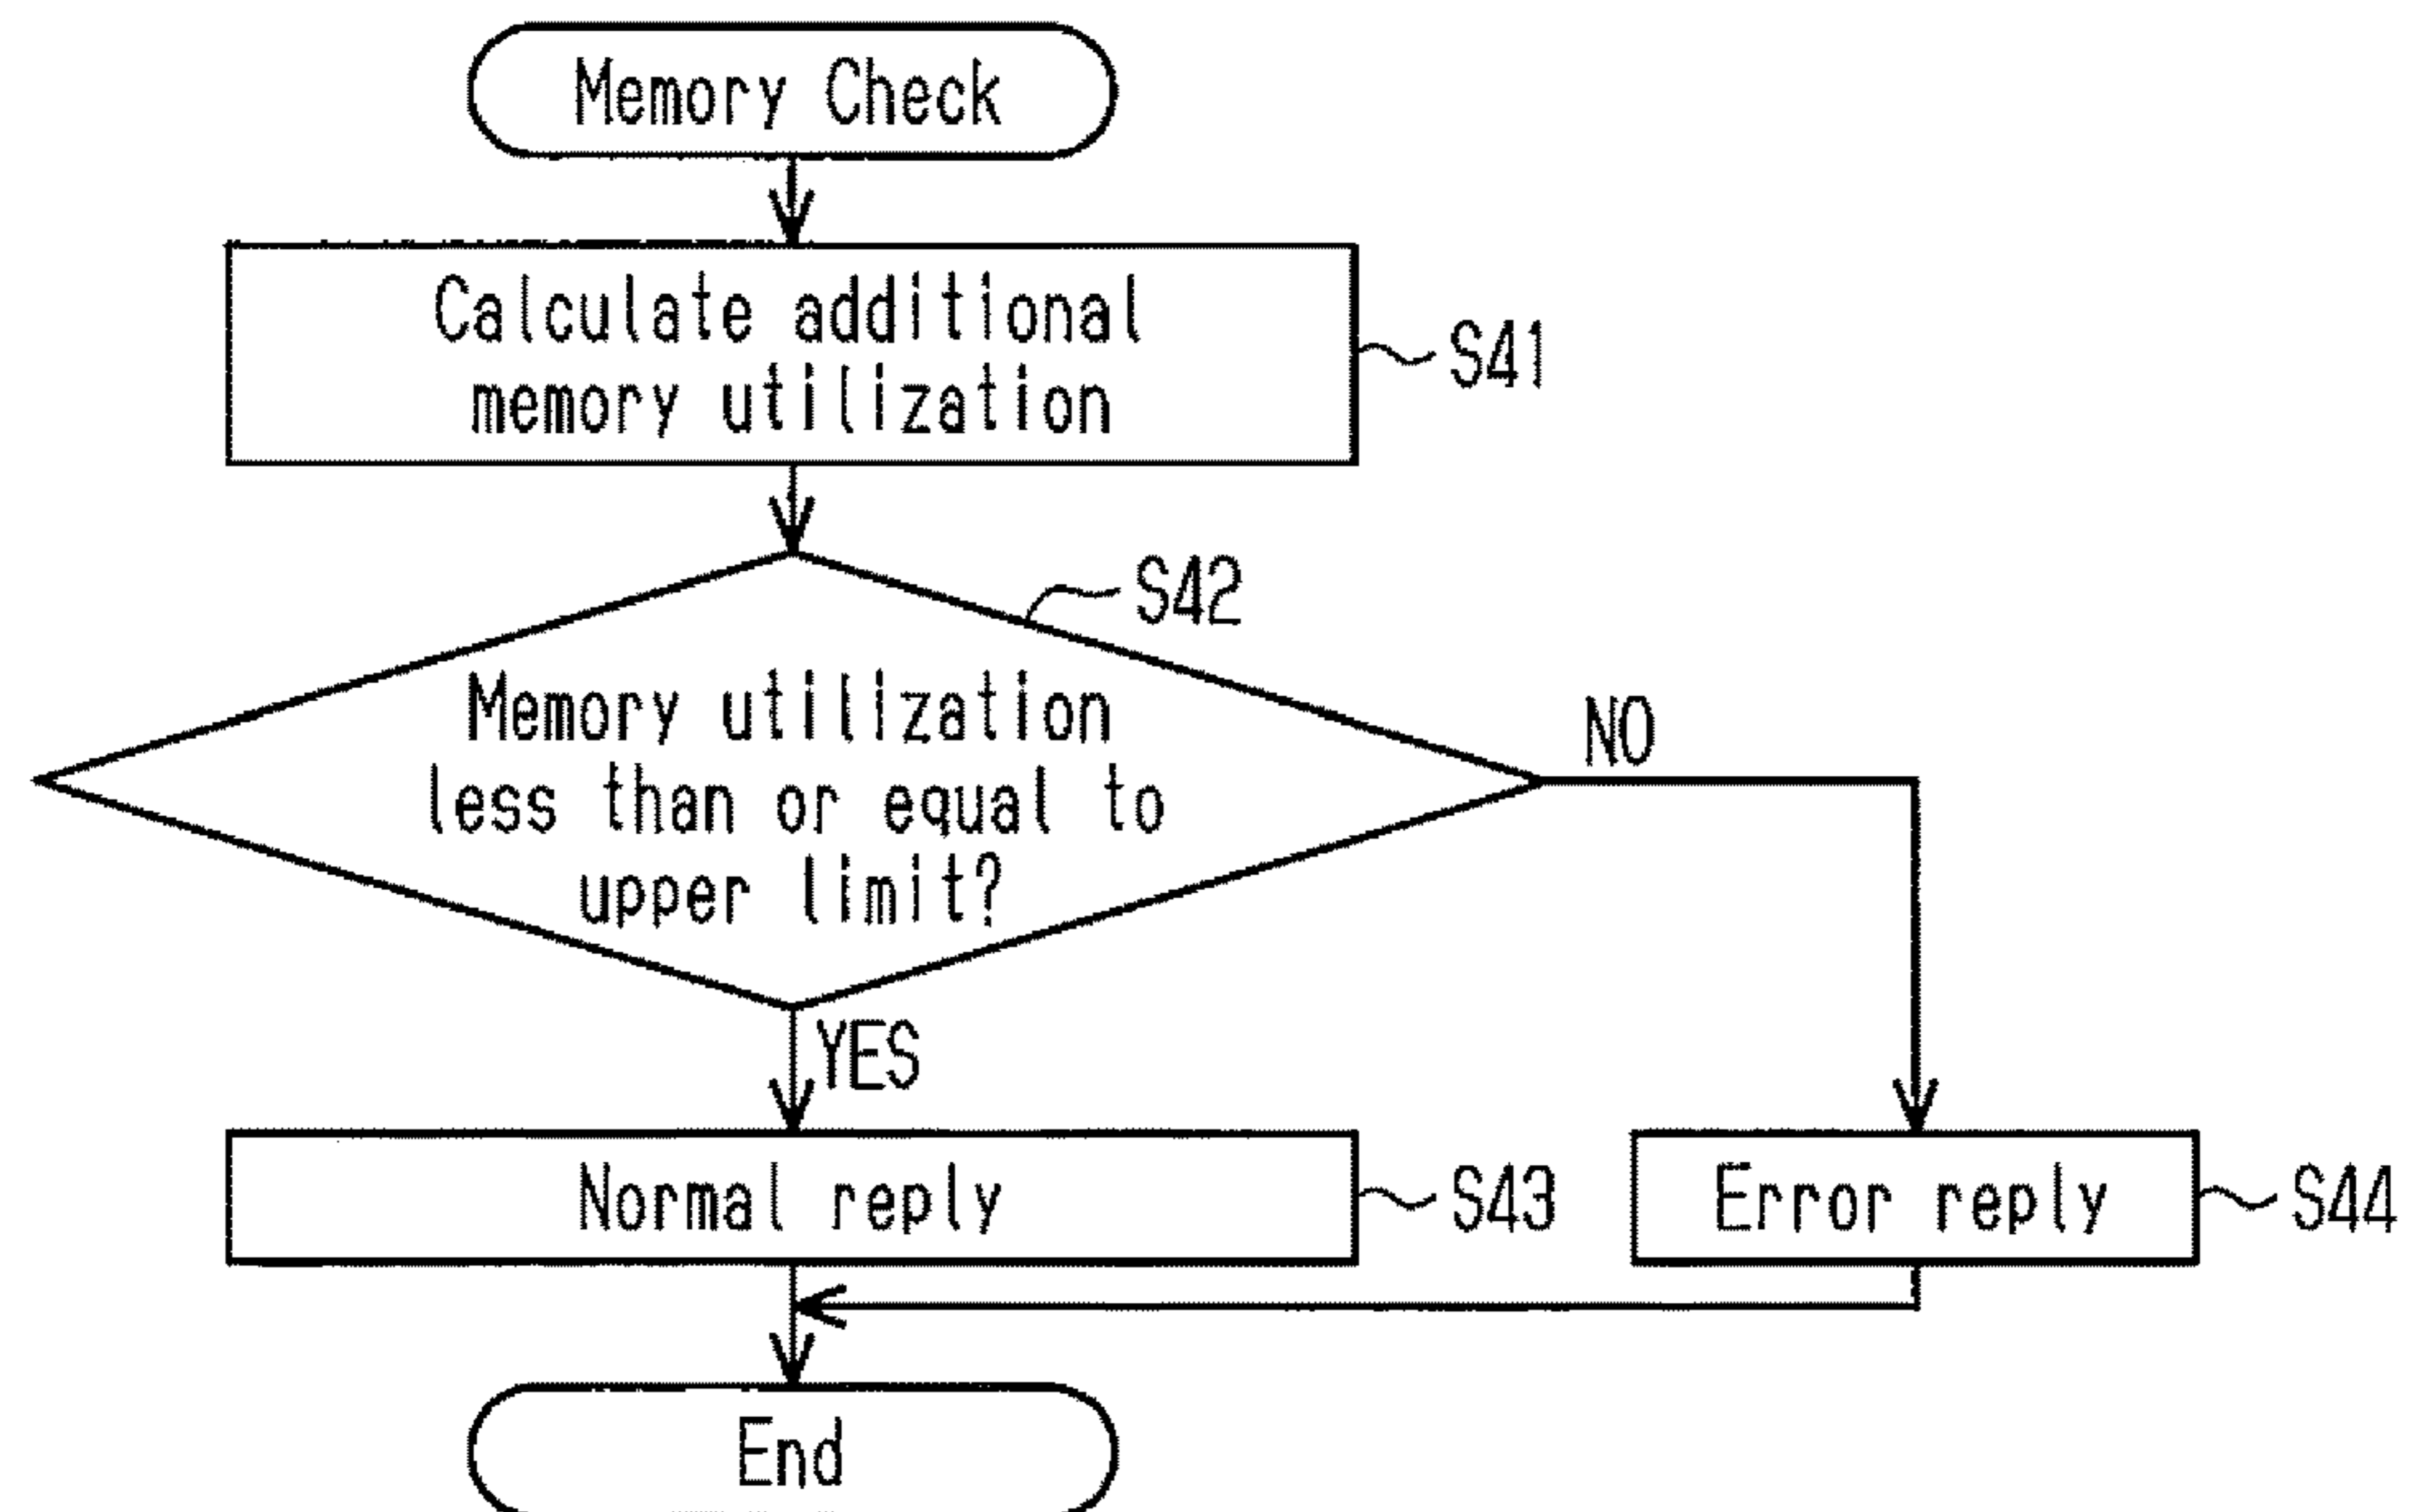 Memory Check
Calculate additional
memory utilization
S41
S42
Memory utilization
less than or equal to
upper limit?
NO
YES
Normal reply
S43
Error reply
S44
End